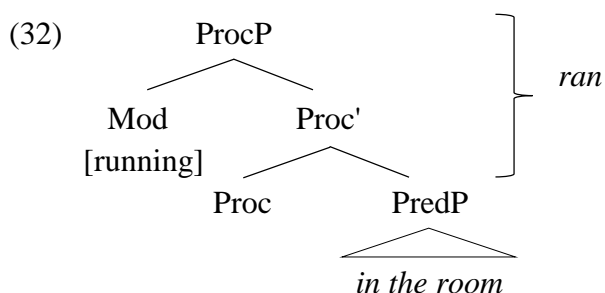 (32) ProcP
ran
Mod Proc'
[running]
Proc PredP
in the room